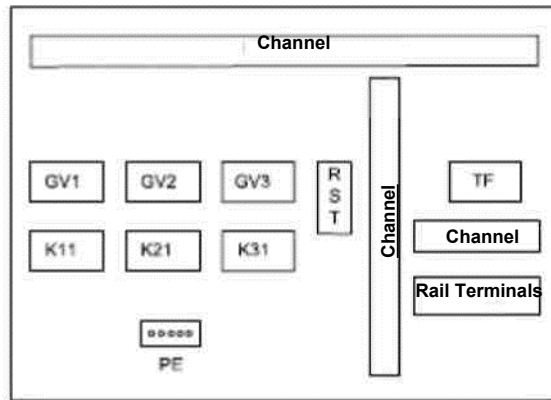 Channel
GV1
GV2
GV3
R
S
T
TF
Channel
K11
K21
K31
Channel
Rail Terminals
PE